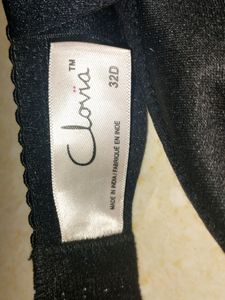 Clovia™
32D
MADE IN INDIA / FABRIQUÉ EN INDE